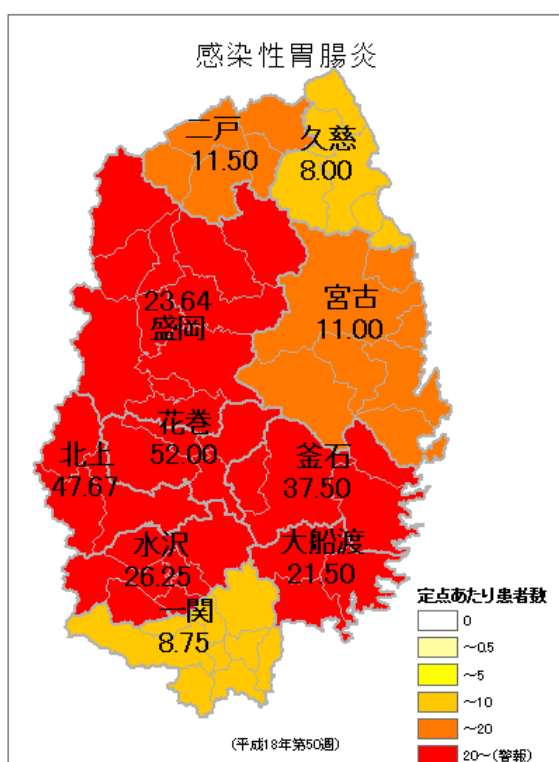 感染性胃腸炎
二戸
11.50
久慈
8.00
23.64
盛岡
宮古
11.00
花巻
52.00
北上
47.67
釜石
37.50
水沢
26.25
大船渡
21.50
一関
8.75
定点あたり患者数
0
～0.5
～5
～10
～20
20～(警報)
(平成18年第50週)